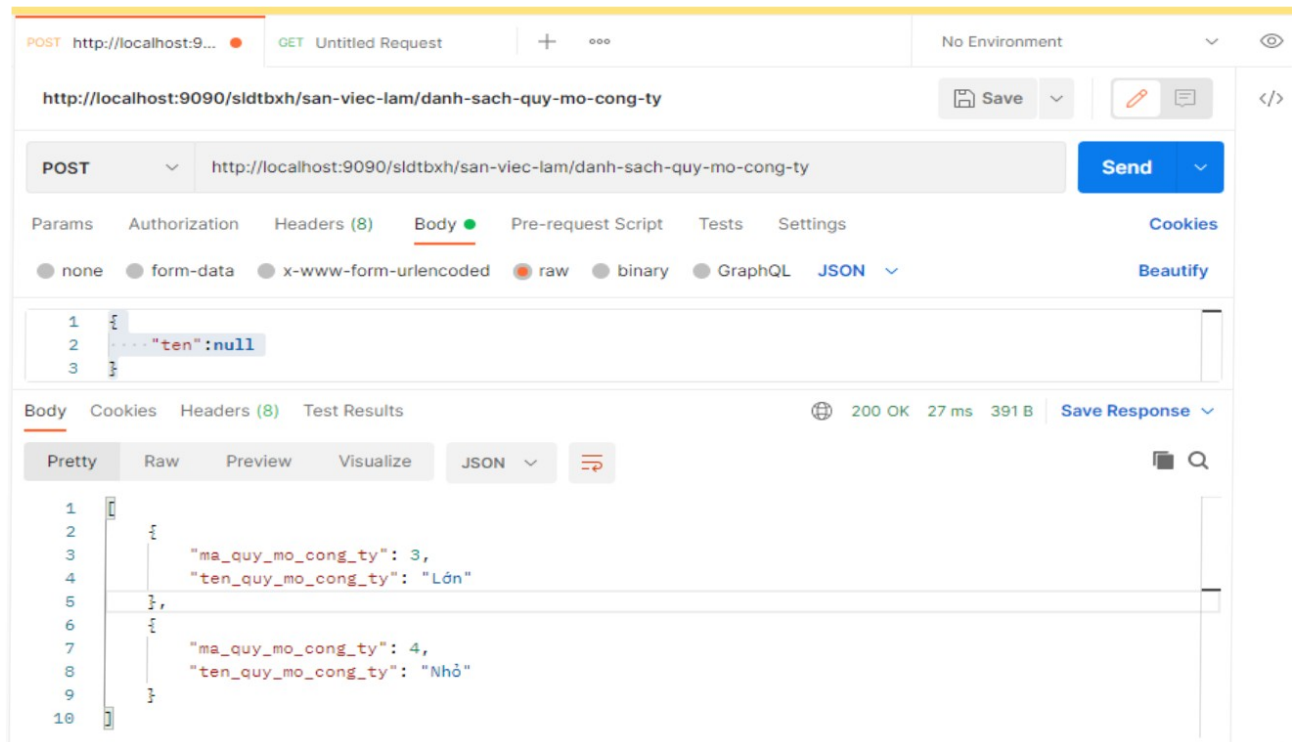 POST http://localhost:9... GET Untitled Request + ooo No Environment
http://localhost:9090/sldtbxh/san-viec-lam/danh-sach-quy-mo-cong-ty Save </>
POST http://localhost:9090/sldtbxh/san-viec-lam/danh-sach-quy-mo-cong-ty Send
Params Authorization Headers (8) Body Pre-request Script Tests Settings Cookies
none form-data x-www-form-urlencoded raw binary GraphQL JSON Beautify
1 {
2 ····"ten":null
3 }
Body Cookies Headers (8) Test Results 200 OK 27 ms 391 B Save Response
Pretty Raw Preview Visualize JSON
1 [
2 {
3 "ma_quy_mo_cong_ty": 3,
4 "ten_quy_mo_cong_ty": "Lớn"
5 },
6 {
7 "ma_quy_mo_cong_ty": 4,
8 "ten_quy_mo_cong_ty": "Nhỏ"
9 }
10 ]